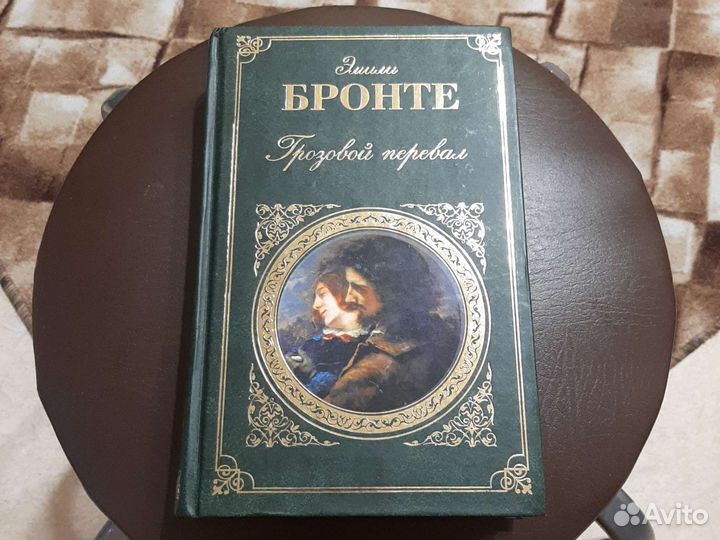 Эмили
БРОНТЕ
Грозовой перевал
Avito